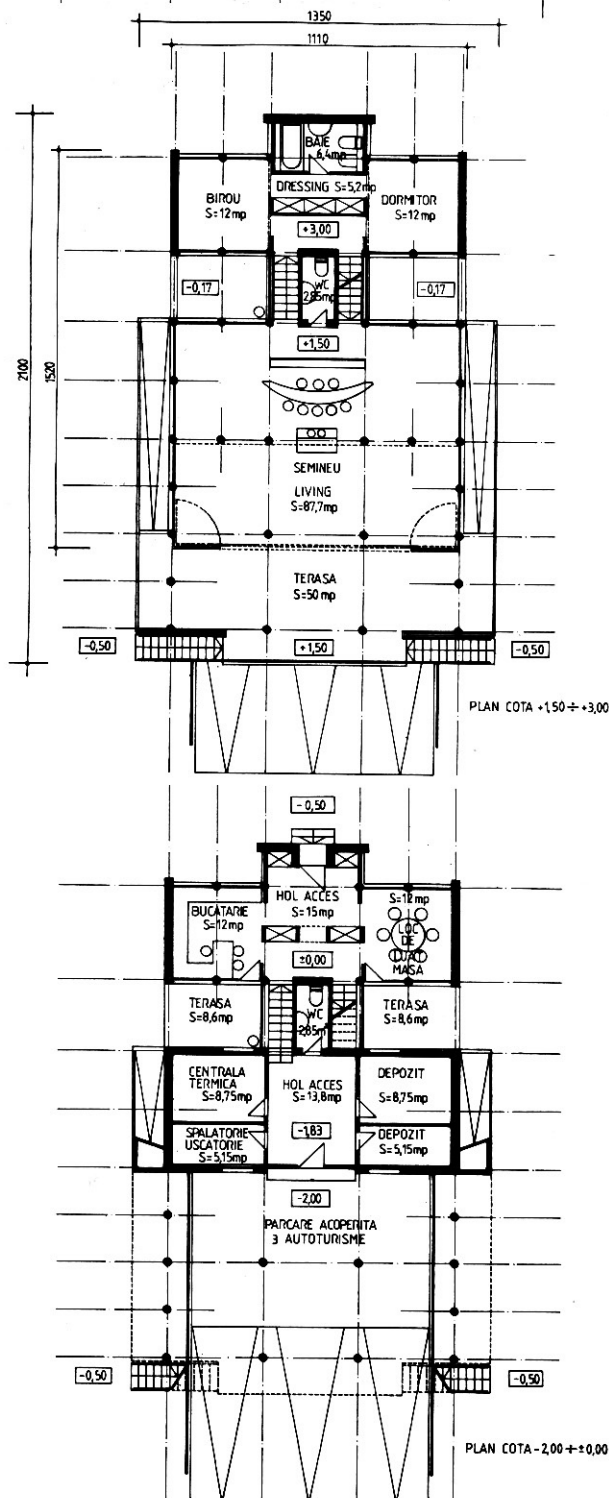 1350
1110
2100
1520
BAIE
6,4mp
DRESSING S=5,2mp
BIROU
S=12mp
DORMITOR
S=12mp
+3,00
-0,17
WC
2,85mp
-0,17
+1,50
SEMINEU
LIVING
S=87,7mp
TERASA
S=50mp
-0,50
+1,50
-0,50
PLAN COTA +1,50÷+3,00
-0,50
HOL ACCES
S=15mp
BUCATARIE
S=12mp
S=12mp
LOC
DE
LUAT
MASA
±0,00
TERASA
S=8,6mp
WC
2,85m
TERASA
S=8,6mp
CENTRALA
TERMICA
S=8,75mp
HOL ACCES
S=13,8mp
DEPOZIT
S=8,75mp
-1,83
SPALATORIE
USCATORIE
S=5,15mp
DEPOZIT
S=5,15mp
-2,00
PARCARE ACOPERITA
3 AUTOTURISME
-0,50
-0,50
PLAN COTA-2,00÷±0,00